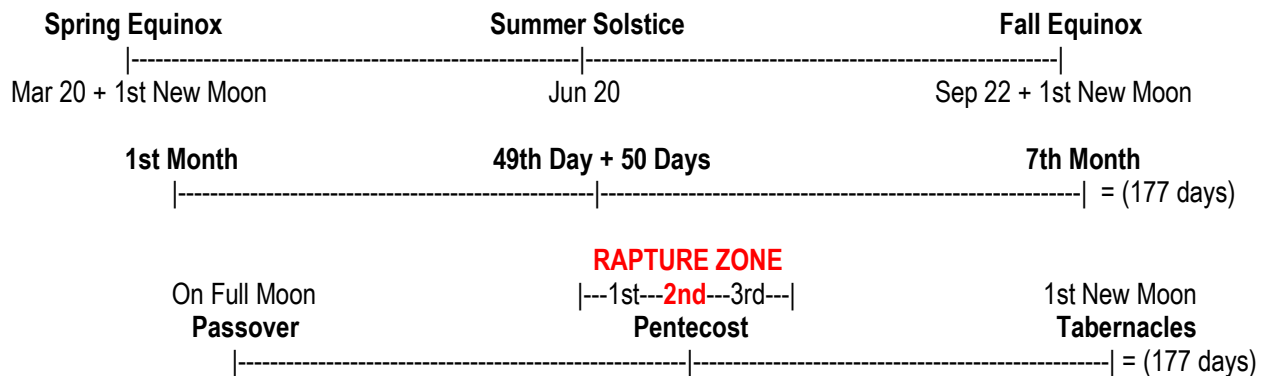 Spring Equinox Summer Solstice Fall Equinox
|-----------------------------------------------------|--------------------------------------------------------|
Mar 20 + 1st New Moon Jun 20 Sep 22 + 1st New Moon
1st Month 49th Day + 50 Days 7th Month
|--------------------------------------------------|---------------------------------------------------------| = (177 days)
RAPTURE ZONE
On Full Moon |---1st---2nd---3rd---| 1st New Moon
Passover Pentecost Tabernacles
|-----------------------------------------------------|--------------------------------------------------| = (177 days)